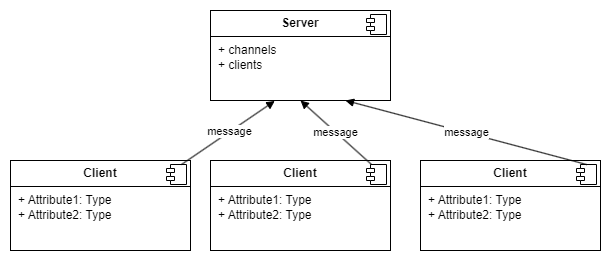 Server
+ channels
+ clients
message
message
message
Client
+ Attribute1: Type
+ Attribute2: Type
Client
+ Attribute1: Type
+ Attribute2: Type
Client
+ Attribute1: Type
+ Attribute2: Type